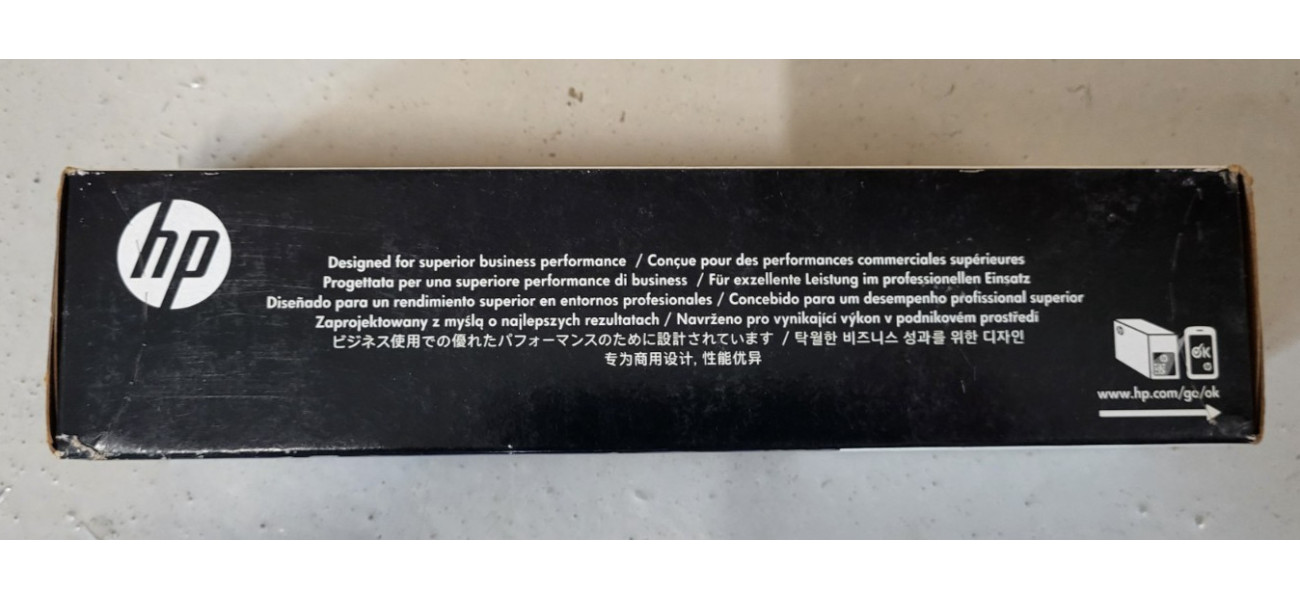 hp
Designed for superior business performance / Conçue pour des performances commerciales supérieures
Progettata per una superiore performance di business / Für exzellente Leistung im professionellen Einsatz
Diseñado para un rendimiento superior en entornos profesionales / Concebido para um desempenho profissional superior
Zaprojektowany z myślą o najlepszych rezultatach / Navrženo pro vynikající výkon v podnikovém prostředí
ビジネス使用での優れたパフォーマンスのために設計されています / 탁월한 비즈니스 성과를 위한 디자인
专为商用设计, 性能优异
OK
www.hp.com/go/ok